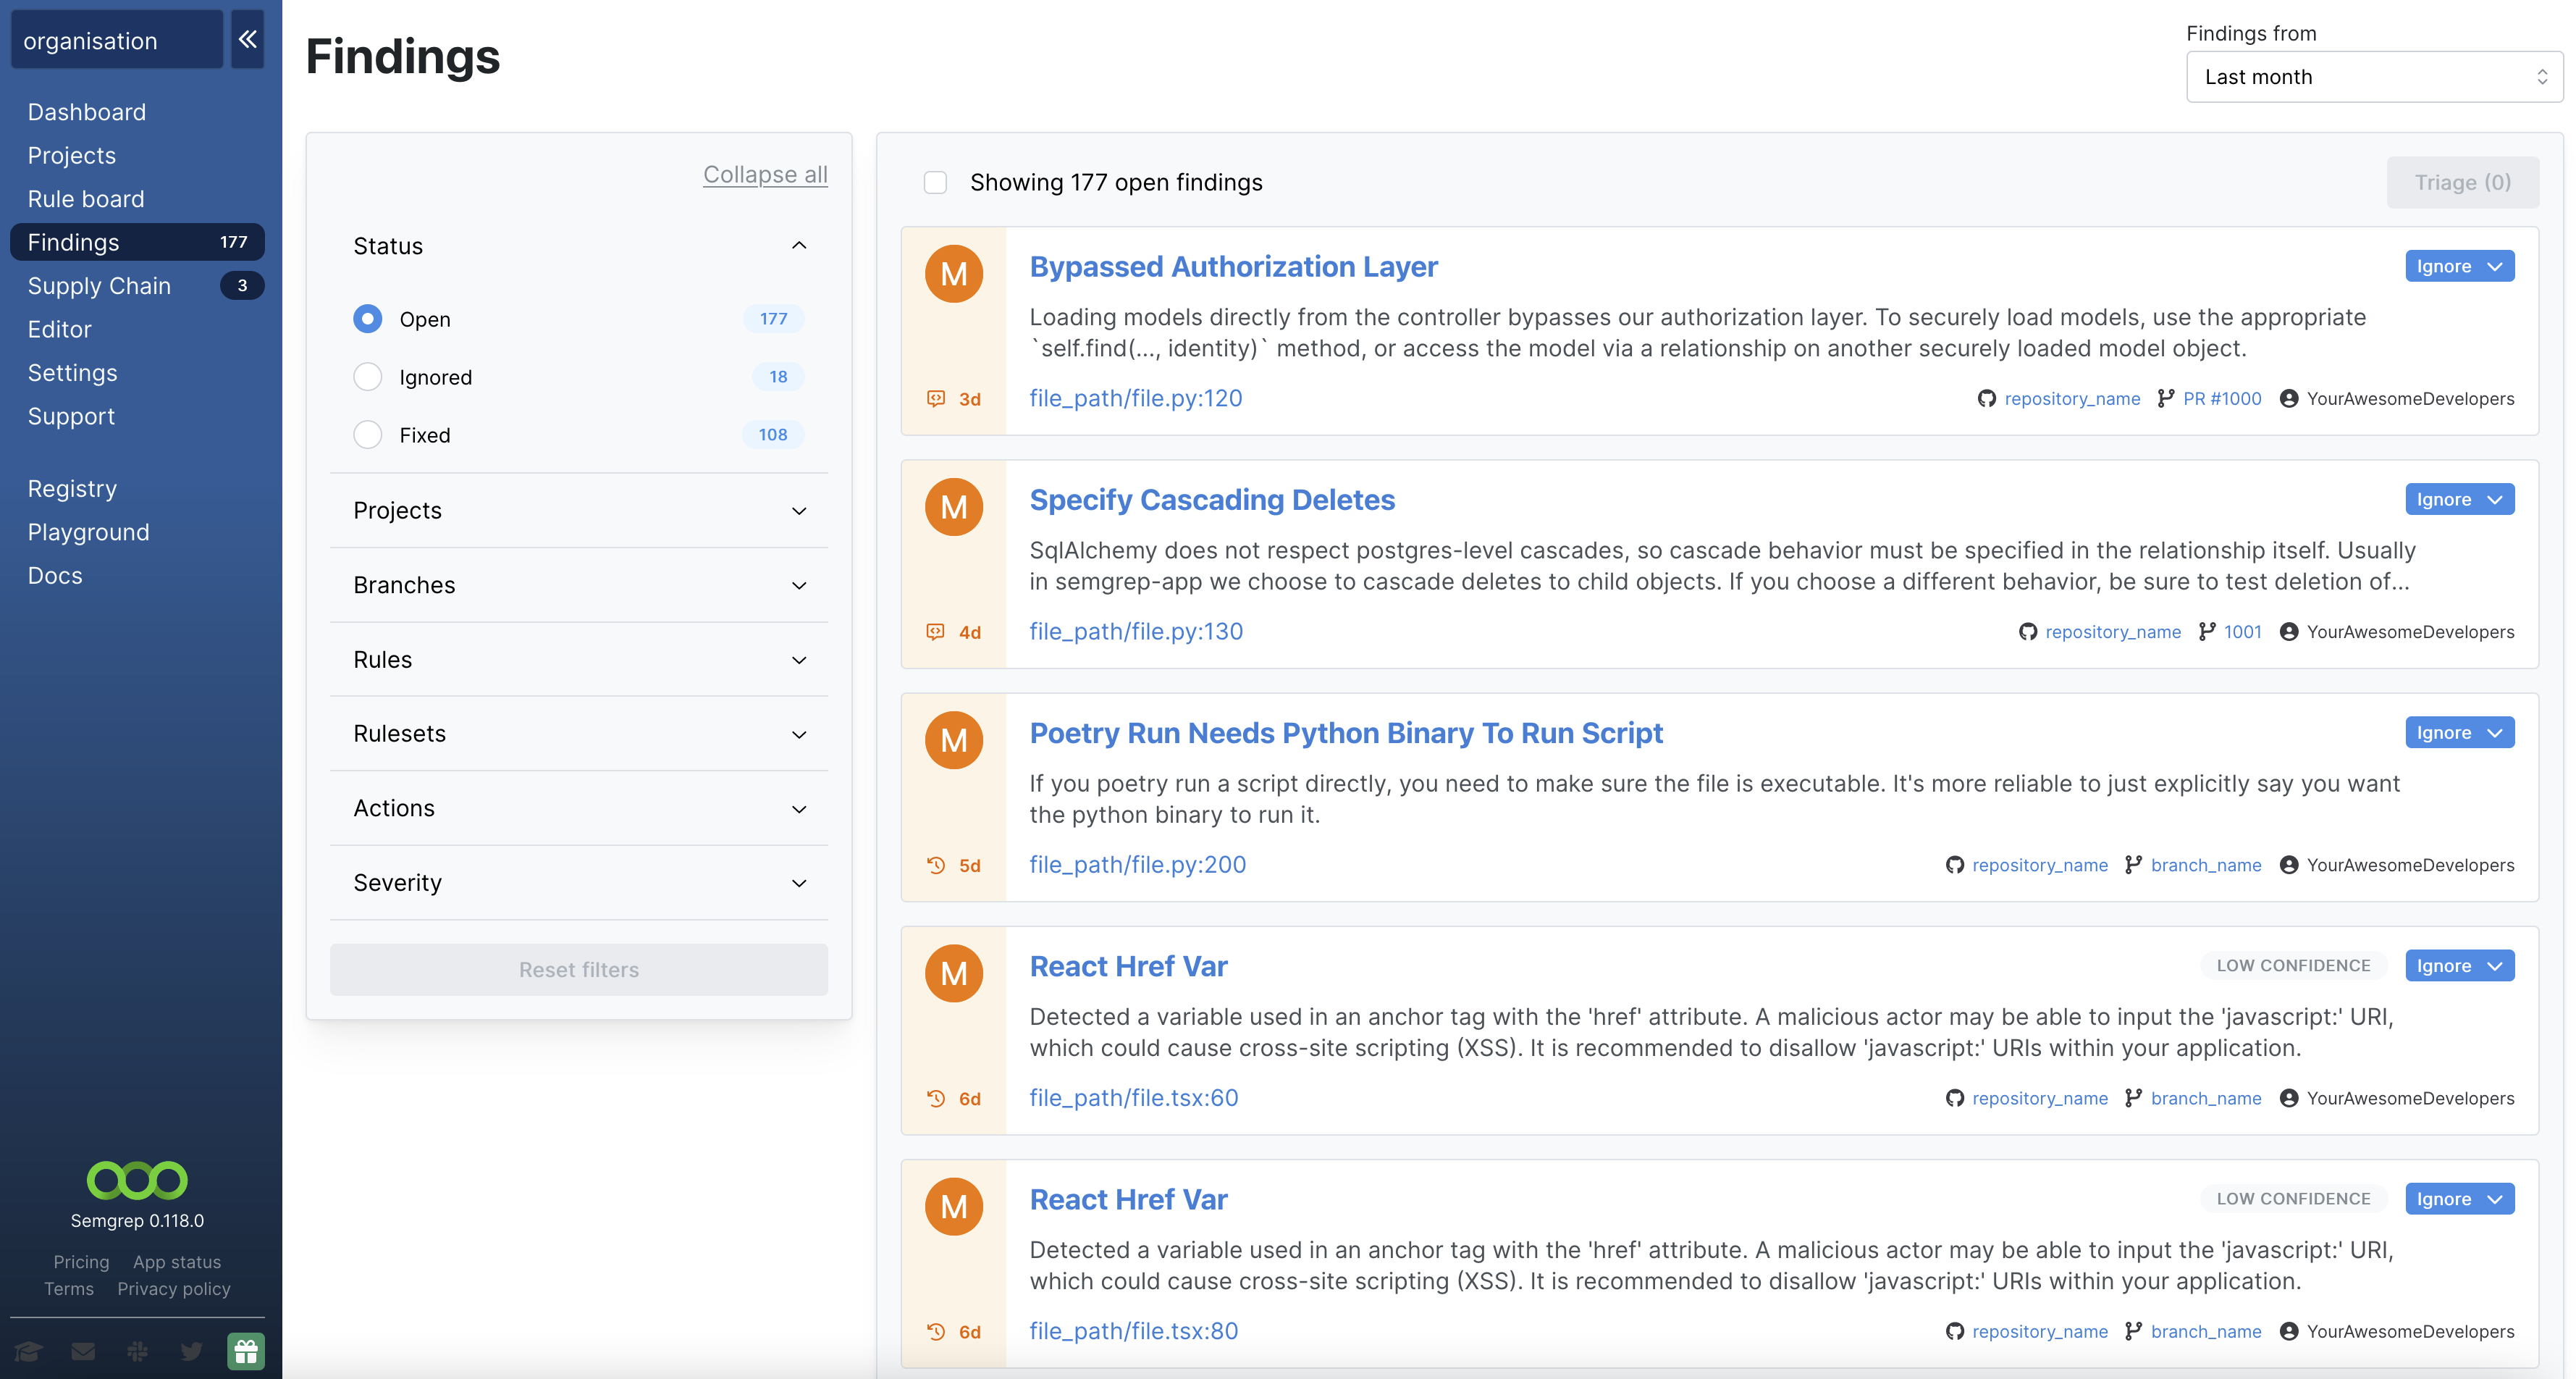 organisation
Dashboard
Projects
Rule board
Findings 177
Supply Chain 3
Editor
Settings
Support
Registry
Playground
Docs
Semgrep 0.118.0
Pricing App status
Terms Privacy policy
Findings
Findings from
Last month
Collapse all
Status
Open 177
Ignored 18
Fixed 108
Projects
Branches
Rules
Rulesets
Actions
Severity
Reset filters
Showing 177 open findings
Triage (0)
M
Bypassed Authorization Layer
Ignore
Loading models directly from the controller bypasses our authorization layer. To securely load models, use the appropriate
`self.find(..., identity)` method, or access the model via a relationship on another securely loaded model object.
3d file_path/file.py:120 repository_name PR #1000 YourAwesomeDevelopers
M
Specify Cascading Deletes
Ignore
SqlAlchemy does not respect postgres-level cascades, so cascade behavior must be specified in the relationship itself. Usually
in semgrep-app we choose to cascade deletes to child objects. If you choose a different behavior, be sure to test deletion of...
4d file_path/file.py:130 repository_name 1001 YourAwesomeDevelopers
M
Poetry Run Needs Python Binary To Run Script
Ignore
If you poetry run a script directly, you need to make sure the file is executable. It's more reliable to just explicitly say you want
the python binary to run it.
5d file_path/file.py:200 repository_name branch_name YourAwesomeDevelopers
M
React Href Var
LOW CONFIDENCE Ignore
Detected a variable used in an anchor tag with the 'href' attribute. A malicious actor may be able to input the 'javascript:' URI,
which could cause cross-site scripting (XSS). It is recommended to disallow 'javascript:' URIs within your application.
6d file_path/file.tsx:60 repository_name branch_name YourAwesomeDevelopers
M
React Href Var
LOW CONFIDENCE Ignore
Detected a variable used in an anchor tag with the 'href' attribute. A malicious actor may be able to input the 'javascript:' URI,
which could cause cross-site scripting (XSS). It is recommended to disallow 'javascript:' URIs within your application.
6d file_path/file.tsx:80 repository_name branch_name YourAwesomeDevelopers